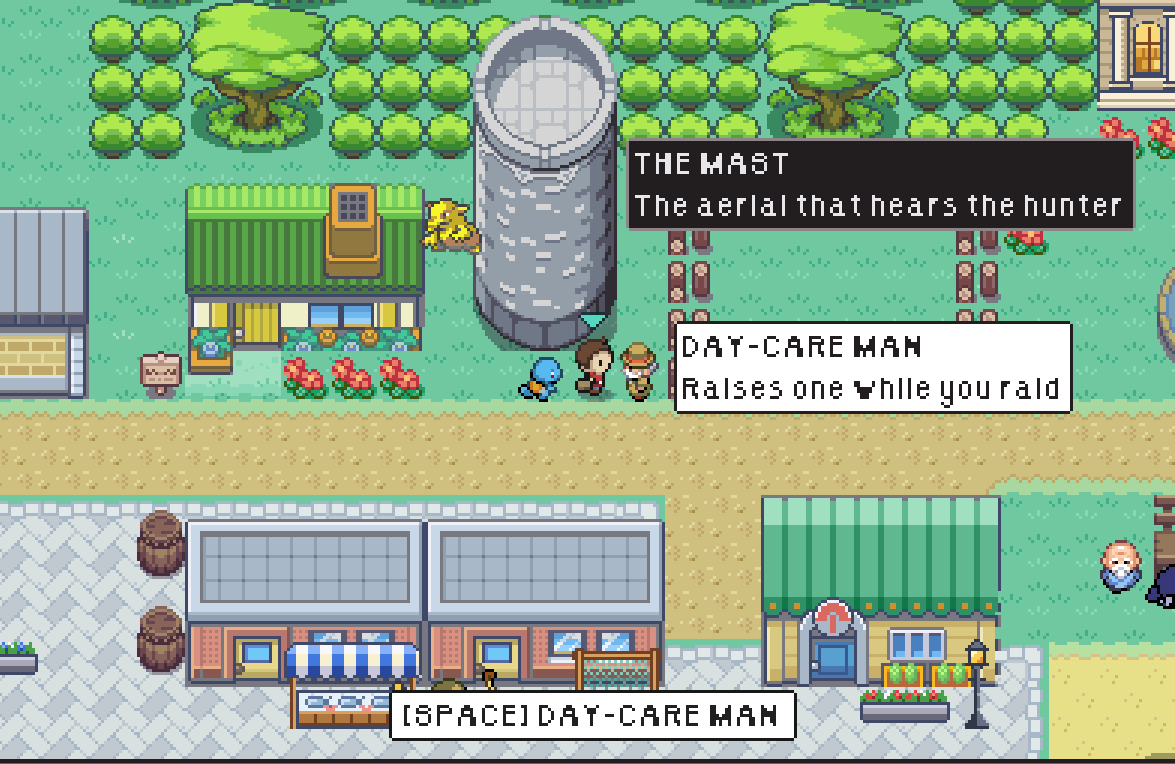 THE MAST
The aerial that hears the hunter
DAY-CARE MAN
Raises one while you raid
[SPACE] DAY-CARE MAN